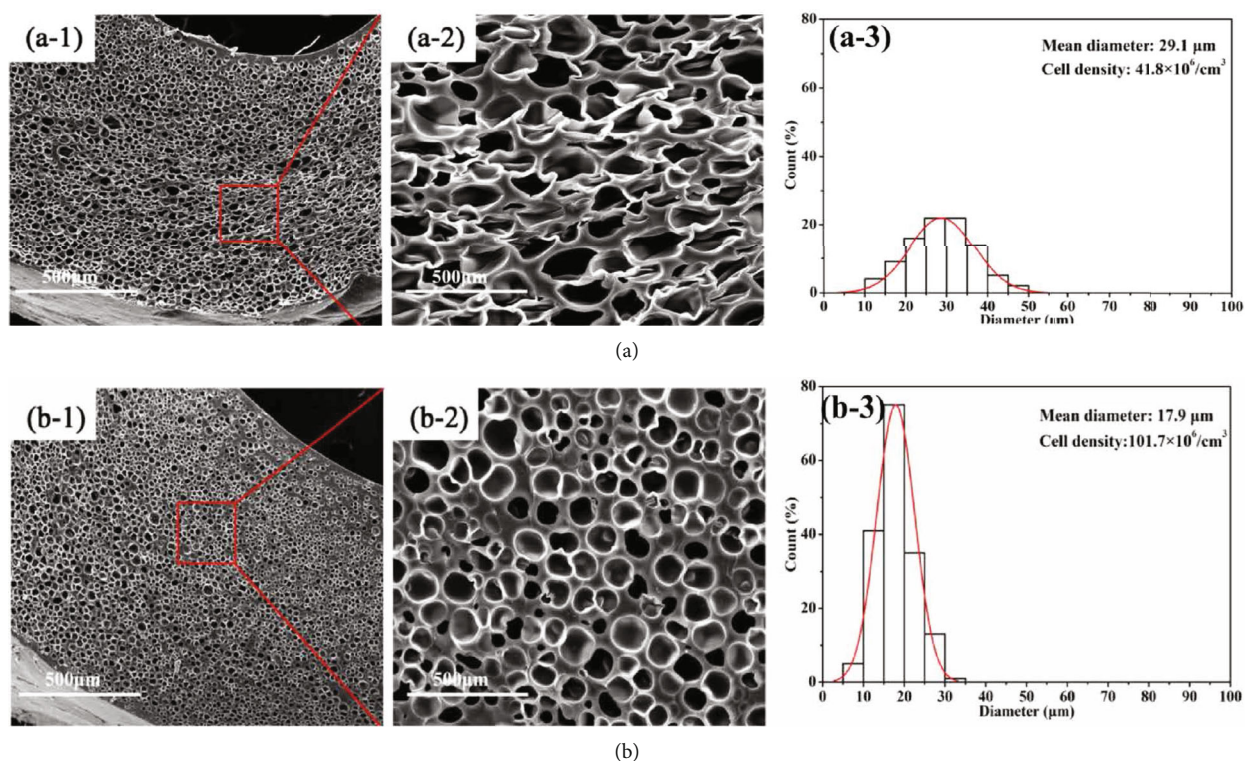 (a-1)
500μm
(a-2)
500μm
(a-3)
Mean diameter: 29.1 μm
Cell density: 41.8×10⁶/cm³
Count (%)
80
60
40
20
0
0 10 20 30 40 50 60 70 80 90 100
Diameter (μm)
(a)
(b-1)
500μm
(b-2)
500μm
(b-3)
Mean diameter: 17.9 μm
Cell density:101.7×10⁶/cm³
Count (%)
80
60
40
20
0
0 10 20 30 40 50 60 70 80 90 100
Diameter (μm)
(b)